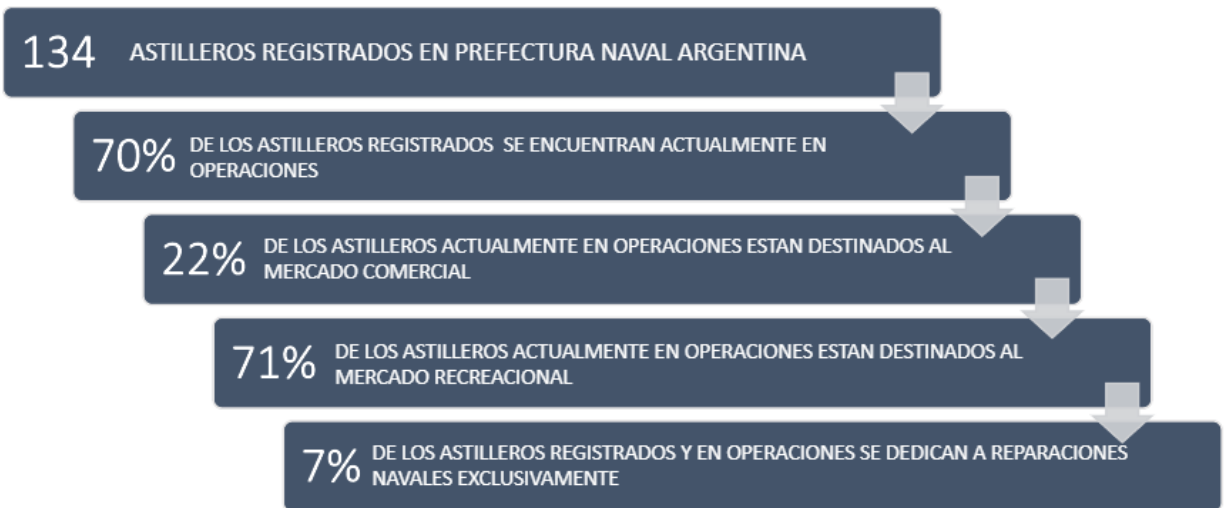 134 ASTILLEROS REGISTRADOS EN PREFECTURA NAVAL ARGENTINA
70% DE LOS ASTILLEROS REGISTRADOS SE ENCUENTRAN ACTUALMENTE EN
OPERACIONES
22% DE LOS ASTILLEROS ACTUALMENTE EN OPERACIONES ESTAN DESTINADOS AL
MERCADO COMERCIAL
71% DE LOS ASTILLEROS ACTUALMENTE EN OPERACIONES ESTAN DESTINADOS AL
MERCADO RECREACIONAL
7% DE LOS ASTILLEROS REGISTRADOS Y EN OPERACIONES SE DEDICAN A REPARACIONES
NAVALES EXCLUSIVAMENTE